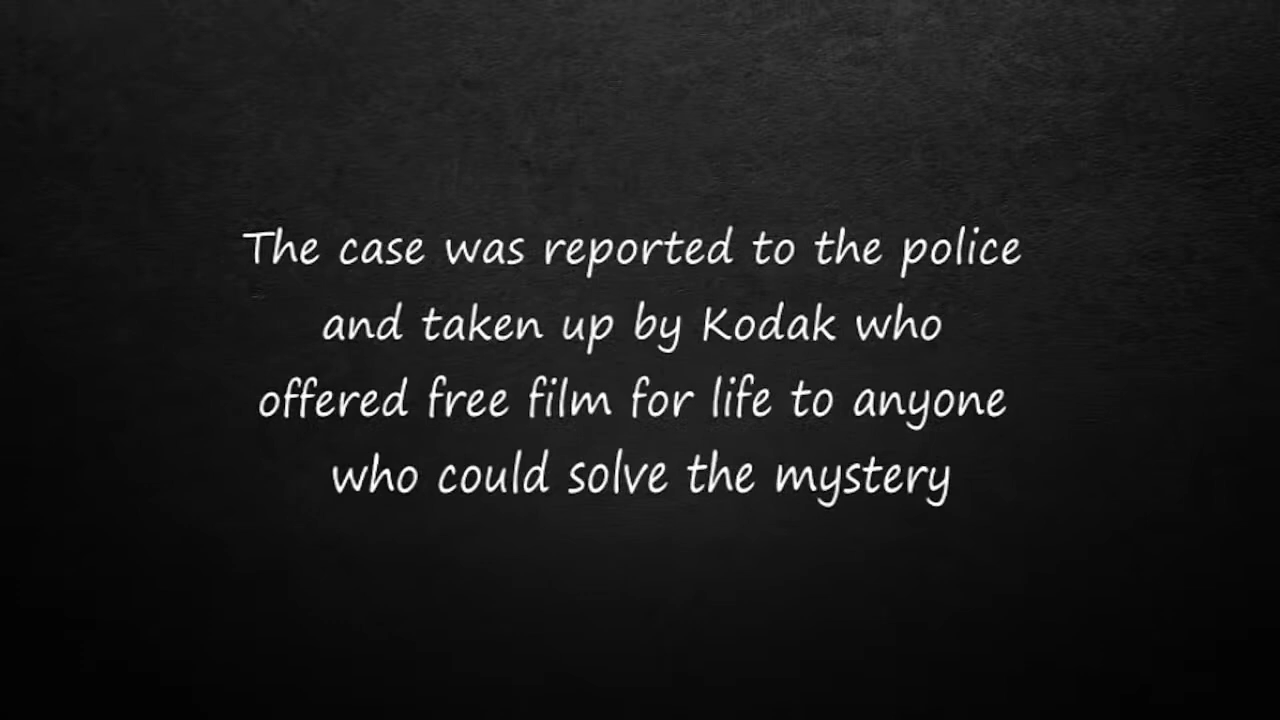 The case was reported to the police
and taken up by Kodak who
offered free film for life to anyone
who could solve the mystery